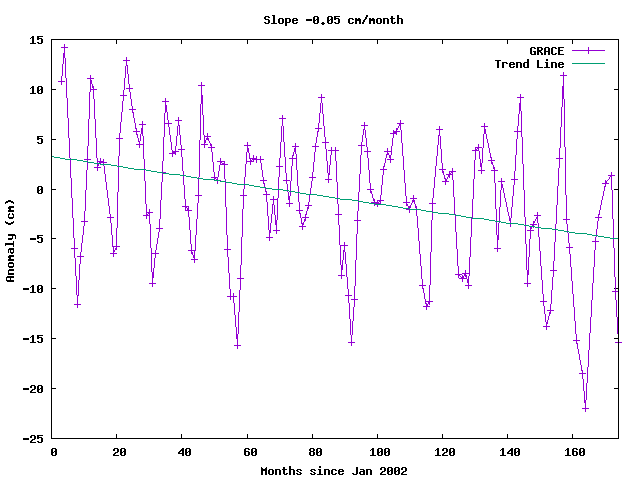 Slope -0.05 cm/month
GRACE
Trend Line
15
10
5
0
-5
-10
-15
-20
-25
Anomaly (cm)
0 20 40 60 80 100 120 140 160
Months since Jan 2002